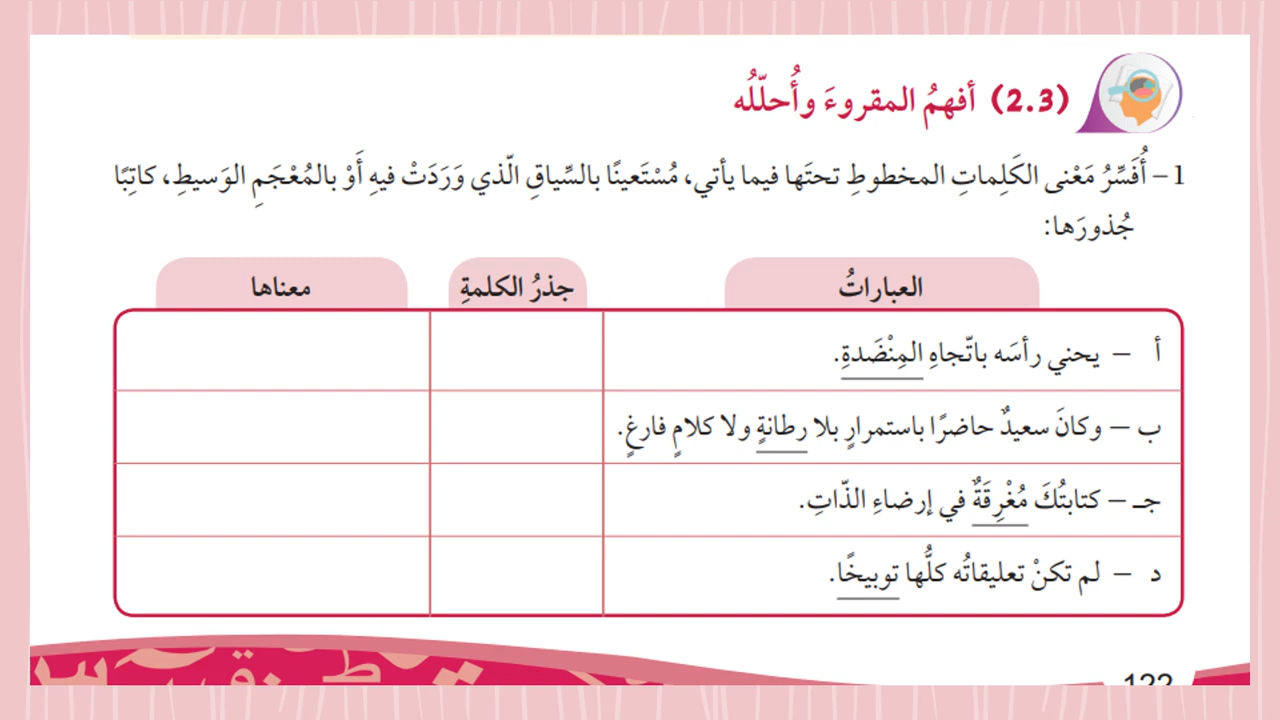 (2.3) أفهمُ المقروءَ وأُحلّلُه
1 – أُفَسِّرُ مَعْنى الكَلِماتِ المخطوطِ تحتَها فيما يأتي، مُسْتَعينًا بالسِّياقِ الّذي وَرَدَتْ فيهِ أَوْ بالمُعْجَمِ الوَسيطِ، كاتِبًا
جُذورَها:
العباراتُ جذرُ الكلمةِ معناها
أ – يحني رأسَه باتّجاهِ المِنْضَدةِ.
ب – وكانَ سعيدٌ حاضرًا باستمرارٍ بلا رطانةٍ ولا كلامٍ فارغٍ.
جـ – كتابتُكَ مُغْرِقَةٌ في إرضاءِ الذّاتِ.
د – لم تكنْ تعليقاتُه كلُّها توبيخًا.